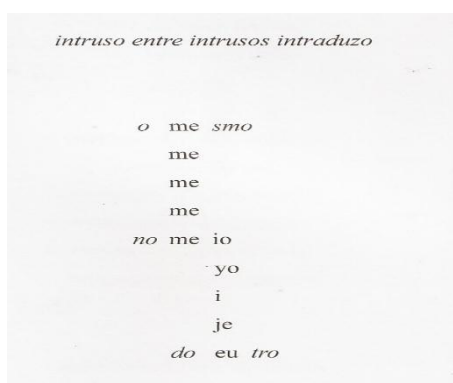 intruso entre intrusos intraduzo
o me smo
me
me
me
no me io
yo
i
je
do eu tro